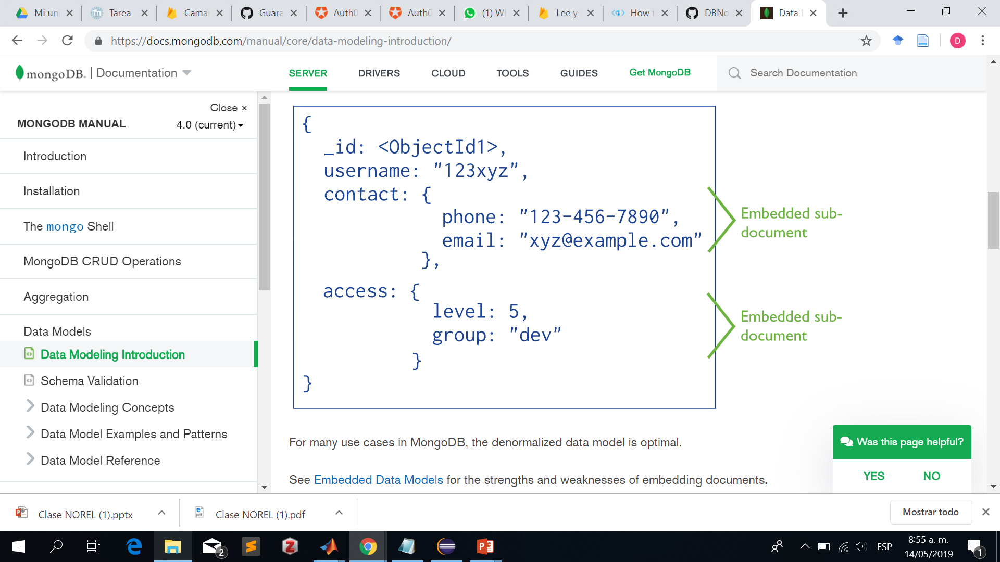 Mi uni
Tarea
Camar
Guara
Auth0
Auth0
(1) Wh
Lee y
How t
DBNo
Data
https://docs.mongodb.com/manual/core/data-modeling-introduction/
D
mongoDB. | Documentation
SERVER
DRIVERS
CLOUD
TOOLS
GUIDES
Get MongoDB
Search Documentation
Close ×
MONGODB MANUAL
4.0 (current)
Introduction
Installation
The mongo Shell
MongoDB CRUD Operations
Aggregation
Data Models
Data Modeling Introduction
Schema Validation
Data Modeling Concepts
Data Model Examples and Patterns
Data Model Reference
{
_id: <ObjectId1>,
username: "123xyz",
contact: {
phone: "123-456-7890",
email: "xyz@example.com"
},
access: {
level: 5,
group: "dev"
}
}
Embedded sub-
document
Embedded sub-
document
For many use cases in MongoDB, the denormalized data model is optimal.
See Embedded Data Models for the strengths and weaknesses of embedding documents.
Was this page helpful?
YES
NO
Clase NOREL (1).pptx
Clase NOREL (1).pdf
Mostrar todo
2
ESP
8:55 a. m.
14/05/2019
1